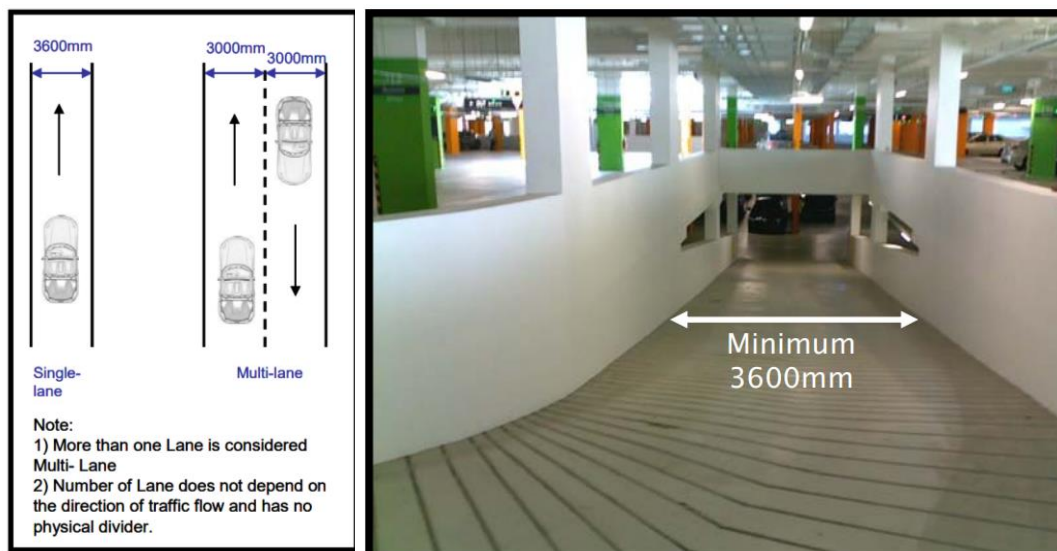 3600mm
3000mm
3000mm
Single-
lane
Multi-lane
Note:
1) More than one Lane is considered
Multi- Lane
2) Number of Lane does not depend on
the direction of traffic flow and has no
physical divider.
Minimum
3600mm